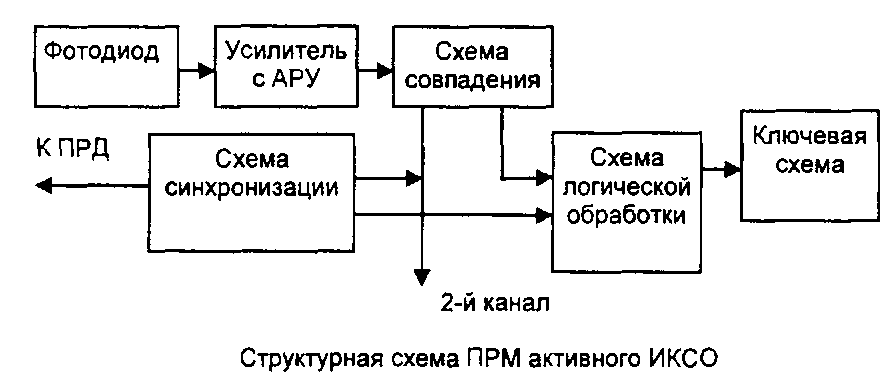 Фотодиод
Усилитель
с АРУ
Схема
совпадения
К ПРД
Схема
синхронизации
Схема
логической
обработки
Ключевая
схема
2-й канал
Структурная схема ПРМ активного ИКСО